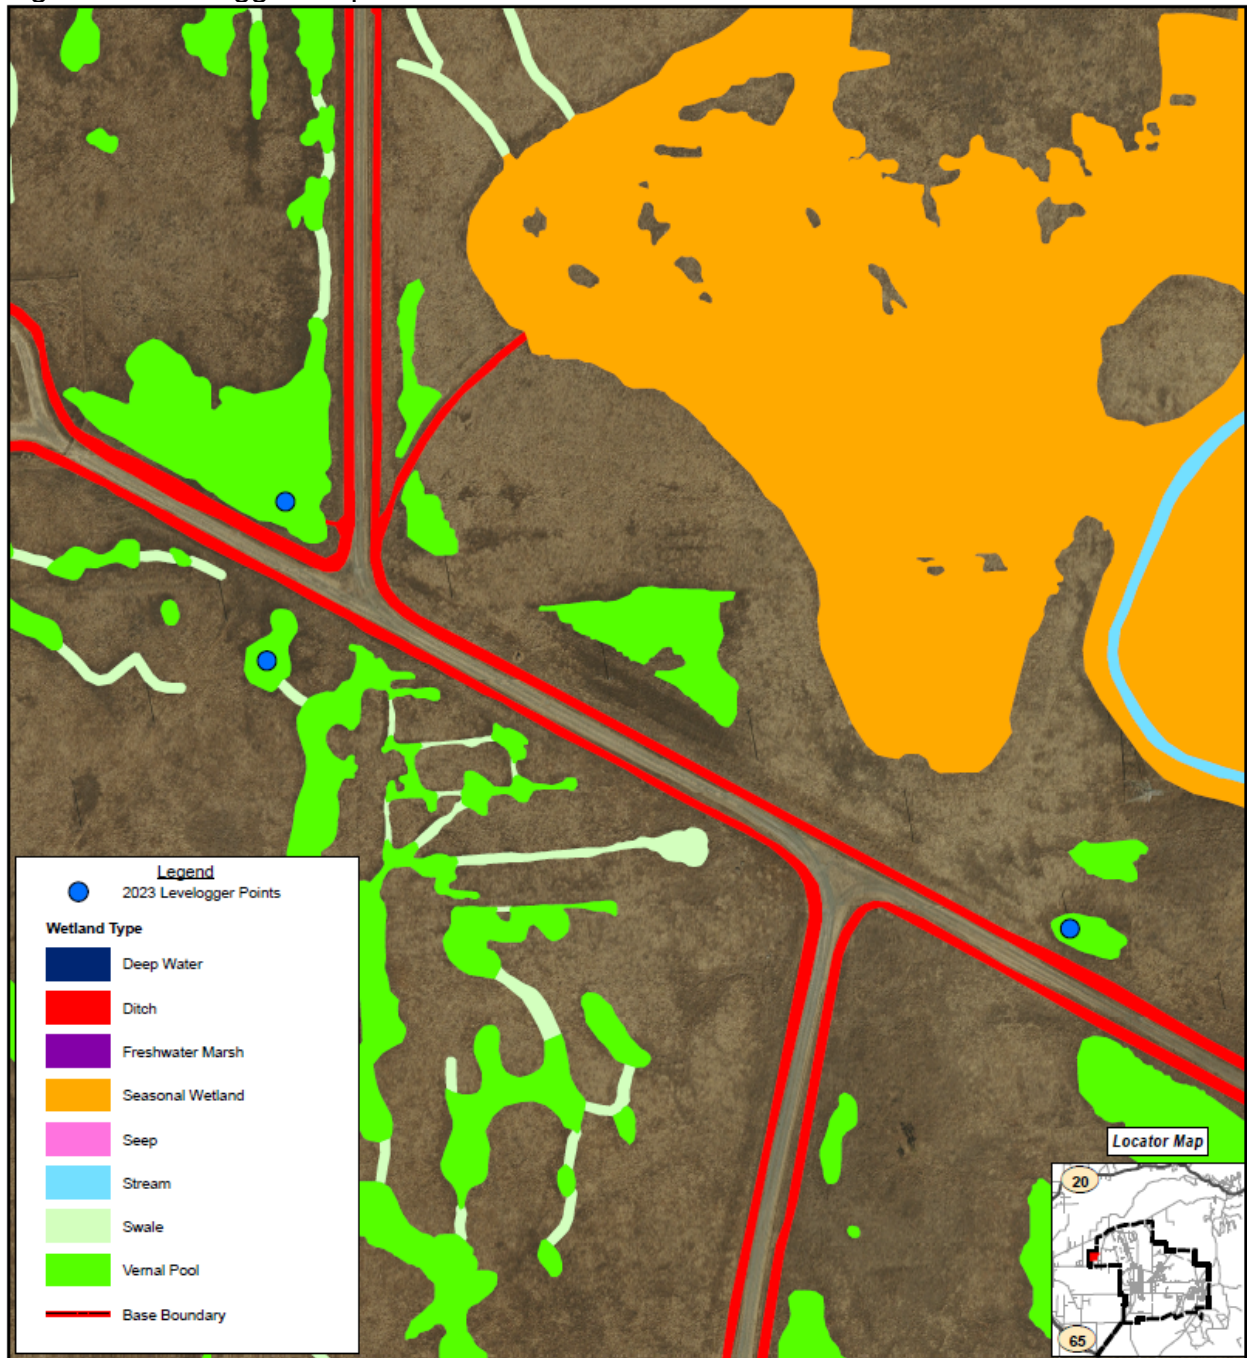 Legend
2023 Levelogger Points
Wetland Type
Deep Water
Ditch
Freshwater Marsh
Seasonal Wetland
Seep
Stream
Swale
Vernal Pool
Base Boundary
Locator Map
20
65